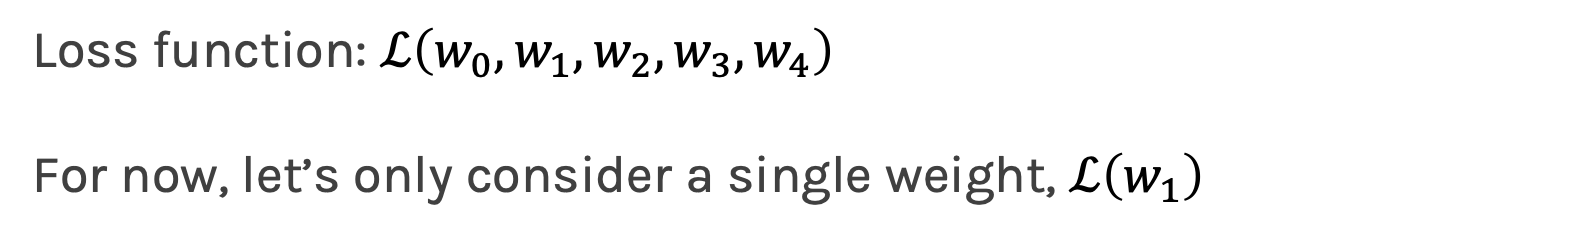 Loss function: ℒ(w₀, w₁, w₂, w₃, w₄)
For now, let’s only consider a single weight, ℒ(w₁)